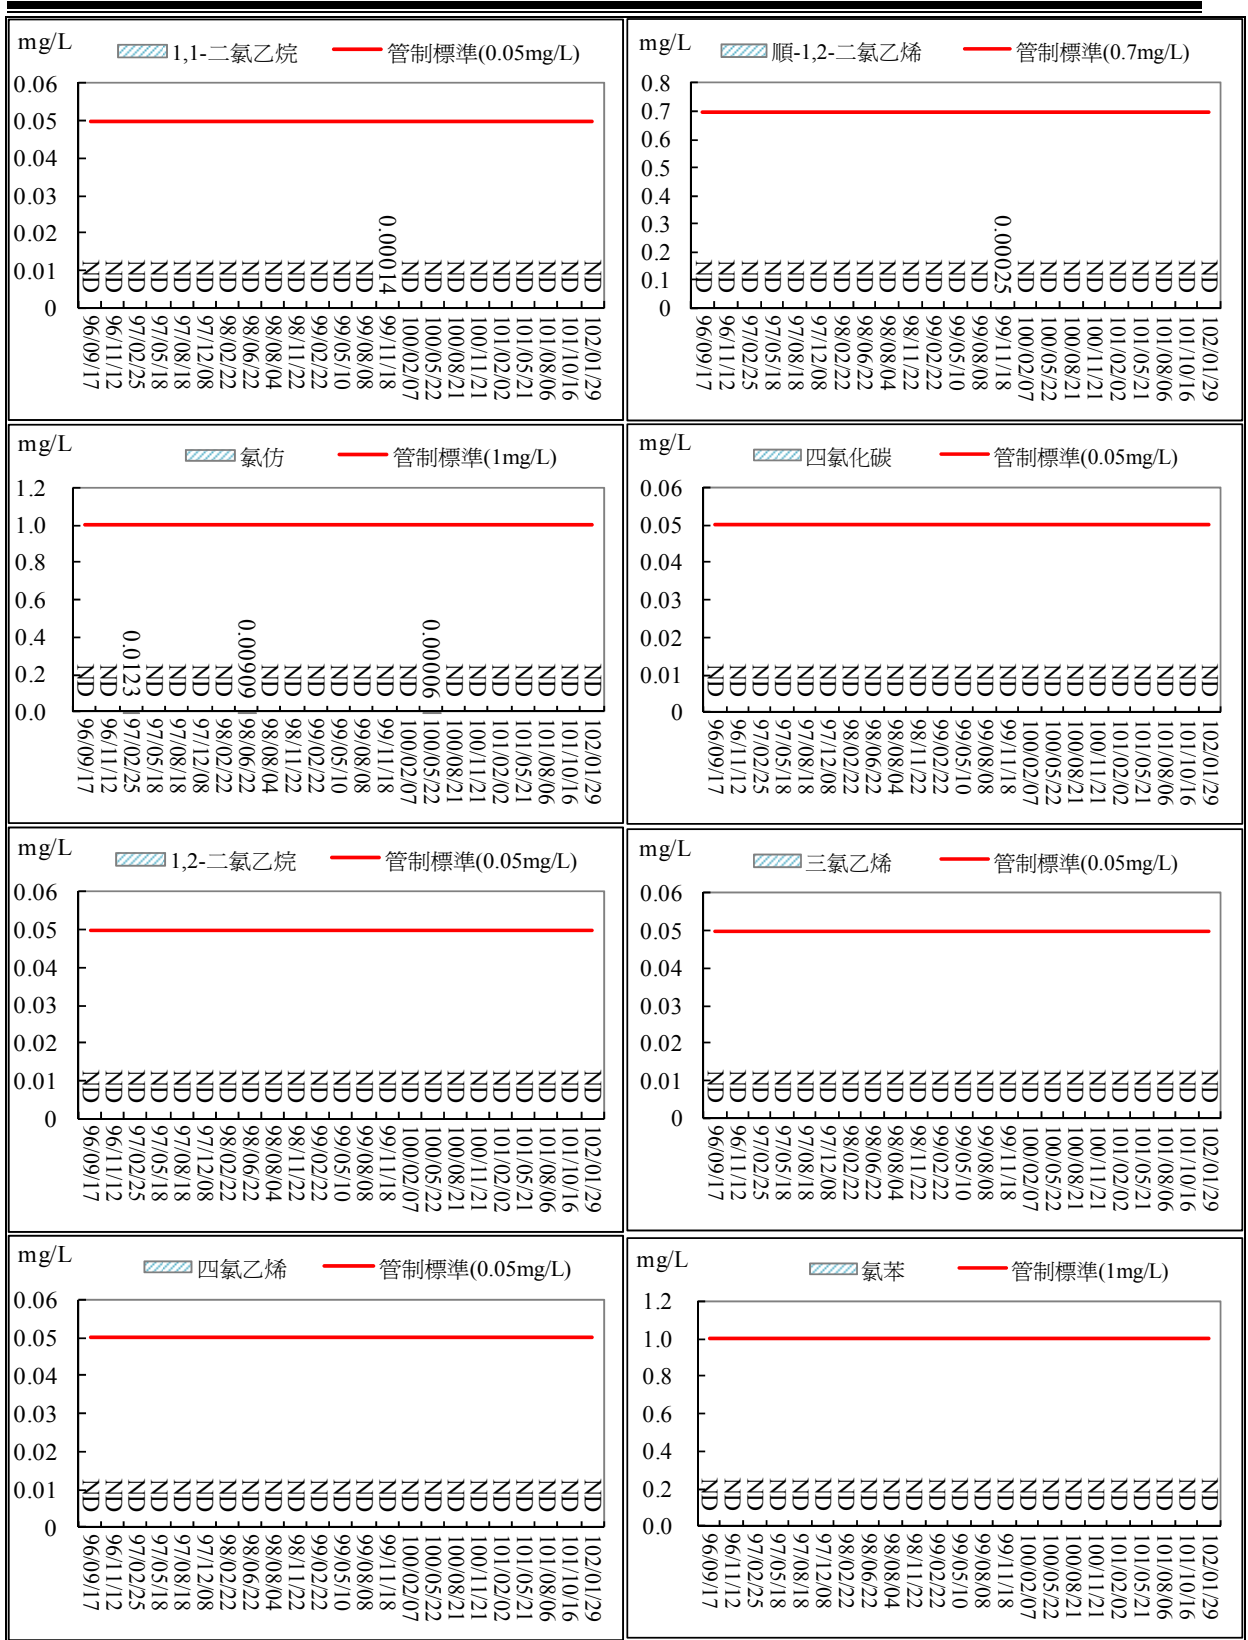 mg/L
1,1-二氯乙烷 管制標準(0.05mg/L)
0.06
0.05
0.04
0.03
0.02
0.01
0
ND ND ND ND ND ND ND ND ND ND ND ND ND 0.00014 ND ND ND ND ND ND ND ND ND
96/09/17 96/11/12 97/02/25 97/05/18 97/08/18 97/12/08 98/02/22 98/06/22 98/08/04 98/11/22 99/02/22 99/05/10 99/08/08 99/11/18 100/02/07 100/05/22 100/08/21 100/11/21 101/02/02 101/05/21 101/08/06 101/10/16 102/01/29
mg/L
順-1,2-二氯乙烯 管制標準(0.7mg/L)
0.8
0.7
0.6
0.5
0.4
0.3
0.2
0.1
0
ND ND ND ND ND ND ND ND ND ND ND ND ND 0.00025 ND ND ND ND ND ND ND ND ND
96/09/17 96/11/12 97/02/25 97/05/18 97/08/18 97/12/08 98/02/22 98/06/22 98/08/04 98/11/22 99/02/22 99/05/10 99/08/08 99/11/18 100/02/07 100/05/22 100/08/21 100/11/21 101/02/02 101/05/21 101/08/06 101/10/16 102/01/29
mg/L
氯仿 管制標準(1mg/L)
1.2
1.0
0.8
0.6
0.4
0.2
0.0
ND ND 0.0123 ND ND ND ND 0.00909 ND ND ND ND ND ND ND 0.00006 ND ND ND ND ND ND ND
96/09/17 96/11/12 97/02/25 97/05/18 97/08/18 97/12/08 98/02/22 98/06/22 98/08/04 98/11/22 99/02/22 99/05/10 99/08/08 99/11/18 100/02/07 100/05/22 100/08/21 100/11/21 101/02/02 101/05/21 101/08/06 101/10/16 102/01/29
mg/L
四氯化碳 管制標準(0.05mg/L)
0.06
0.05
0.04
0.03
0.02
0.01
0
ND ND ND ND ND ND ND ND ND ND ND ND ND ND ND ND ND ND ND ND ND ND ND
96/09/17 96/11/12 97/02/25 97/05/18 97/08/18 97/12/08 98/02/22 98/06/22 98/08/04 98/11/22 99/02/22 99/05/10 99/08/08 99/11/18 100/02/07 100/05/22 100/08/21 100/11/21 101/02/02 101/05/21 101/08/06 101/10/16 102/01/29
mg/L
1,2-二氯乙烷 管制標準(0.05mg/L)
0.06
0.05
0.04
0.03
0.02
0.01
0
ND ND ND ND ND ND ND ND ND ND ND ND ND ND ND ND ND ND ND ND ND ND ND
96/09/17 96/11/12 97/02/25 97/05/18 97/08/18 97/12/08 98/02/22 98/06/22 98/08/04 98/11/22 99/02/22 99/05/10 99/08/08 99/11/18 100/02/07 100/05/22 100/08/21 100/11/21 101/02/02 101/05/21 101/08/06 101/10/16 102/01/29
mg/L
三氯乙烯 管制標準(0.05mg/L)
0.06
0.05
0.04
0.03
0.02
0.01
0
ND ND ND ND ND ND ND ND ND ND ND ND ND ND ND ND ND ND ND ND ND ND ND
96/09/17 96/11/12 97/02/25 97/05/18 97/08/18 97/12/08 98/02/22 98/06/22 98/08/04 98/11/22 99/02/22 99/05/10 99/08/08 99/11/18 100/02/07 100/05/22 100/08/21 100/11/21 101/02/02 101/05/21 101/08/06 101/10/16 102/01/29
mg/L
四氯乙烯 管制標準(0.05mg/L)
0.06
0.05
0.04
0.03
0.02
0.01
0
ND ND ND ND ND ND ND ND ND ND ND ND ND ND ND ND ND ND ND ND ND ND ND
96/09/17 96/11/12 97/02/25 97/05/18 97/08/18 97/12/08 98/02/22 98/06/22 98/08/04 98/11/22 99/02/22 99/05/10 99/08/08 99/11/18 100/02/07 100/05/22 100/08/21 100/11/21 101/02/02 101/05/21 101/08/06 101/10/16 102/01/29
mg/L
氯苯 管制標準(1mg/L)
1.2
1.0
0.8
0.6
0.4
0.2
0.0
ND ND ND ND ND ND ND ND ND ND ND ND ND ND ND ND ND ND ND ND ND ND ND
96/09/17 96/11/12 97/02/25 97/05/18 97/08/18 97/12/08 98/02/22 98/06/22 98/08/04 98/11/22 99/02/22 99/05/10 99/08/08 99/11/18 100/02/07 100/05/22 100/08/21 100/11/21 101/02/02 101/05/21 101/08/06 101/10/16 102/01/29